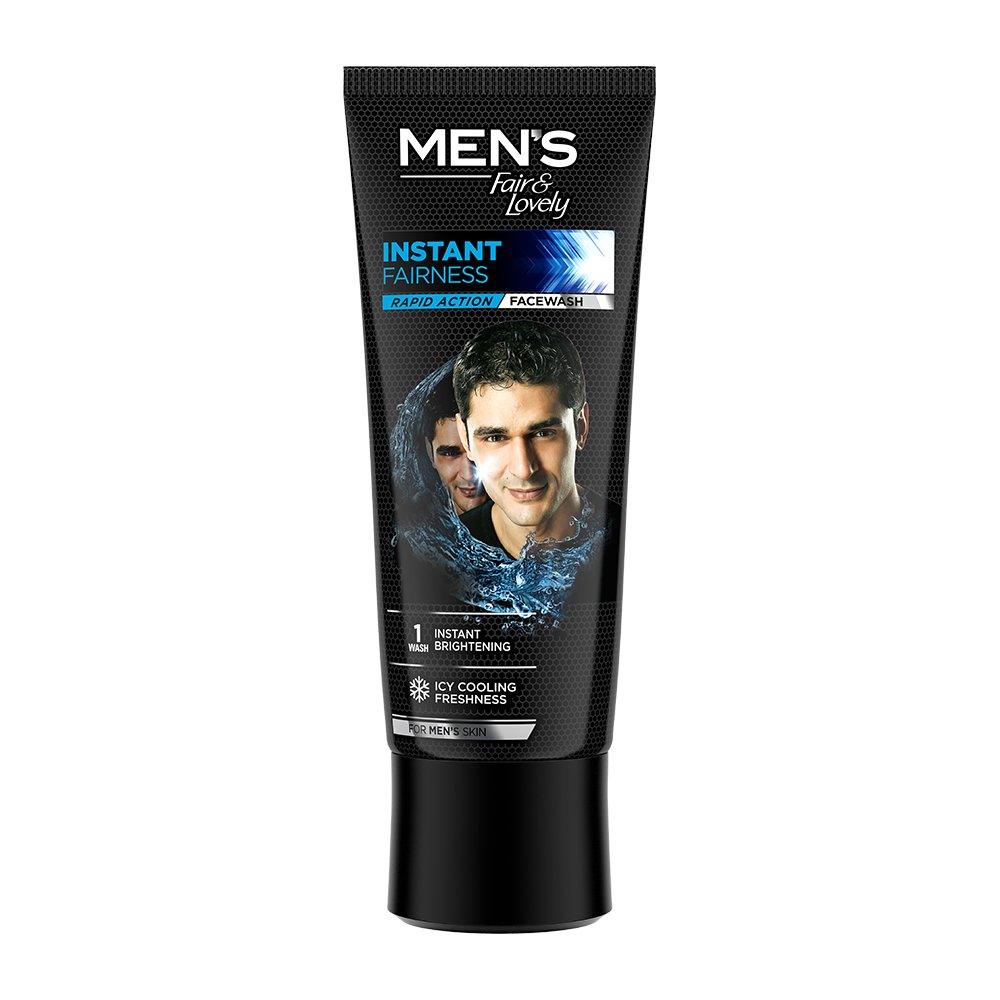 MEN'S
Fair &
Lovely
INSTANT
FAIRNESS
RAPID ACTION / FACEWASH
1 WASH
INSTANT
BRIGHTENING
ICY COOLING
FRESHNESS
FOR MEN'S SKIN